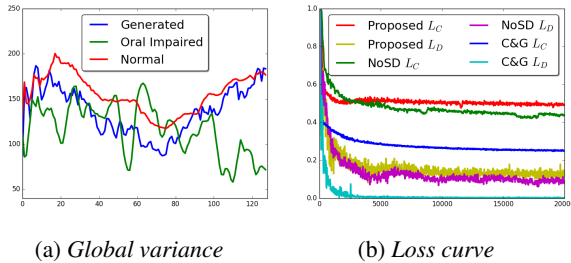 250
200
150
100
50
0
20
40
60
80
100
120
Generated
Oral Impaired
Normal
1
0.8
0.6
0.4
0.2
0.0
0
5000
10000
15000
2000
Proposed L_C
Proposed L_D
NoSD L_C
NoSD L_D
C&G L_C
C&G L_D
(a) Global variance
(b) Loss curve